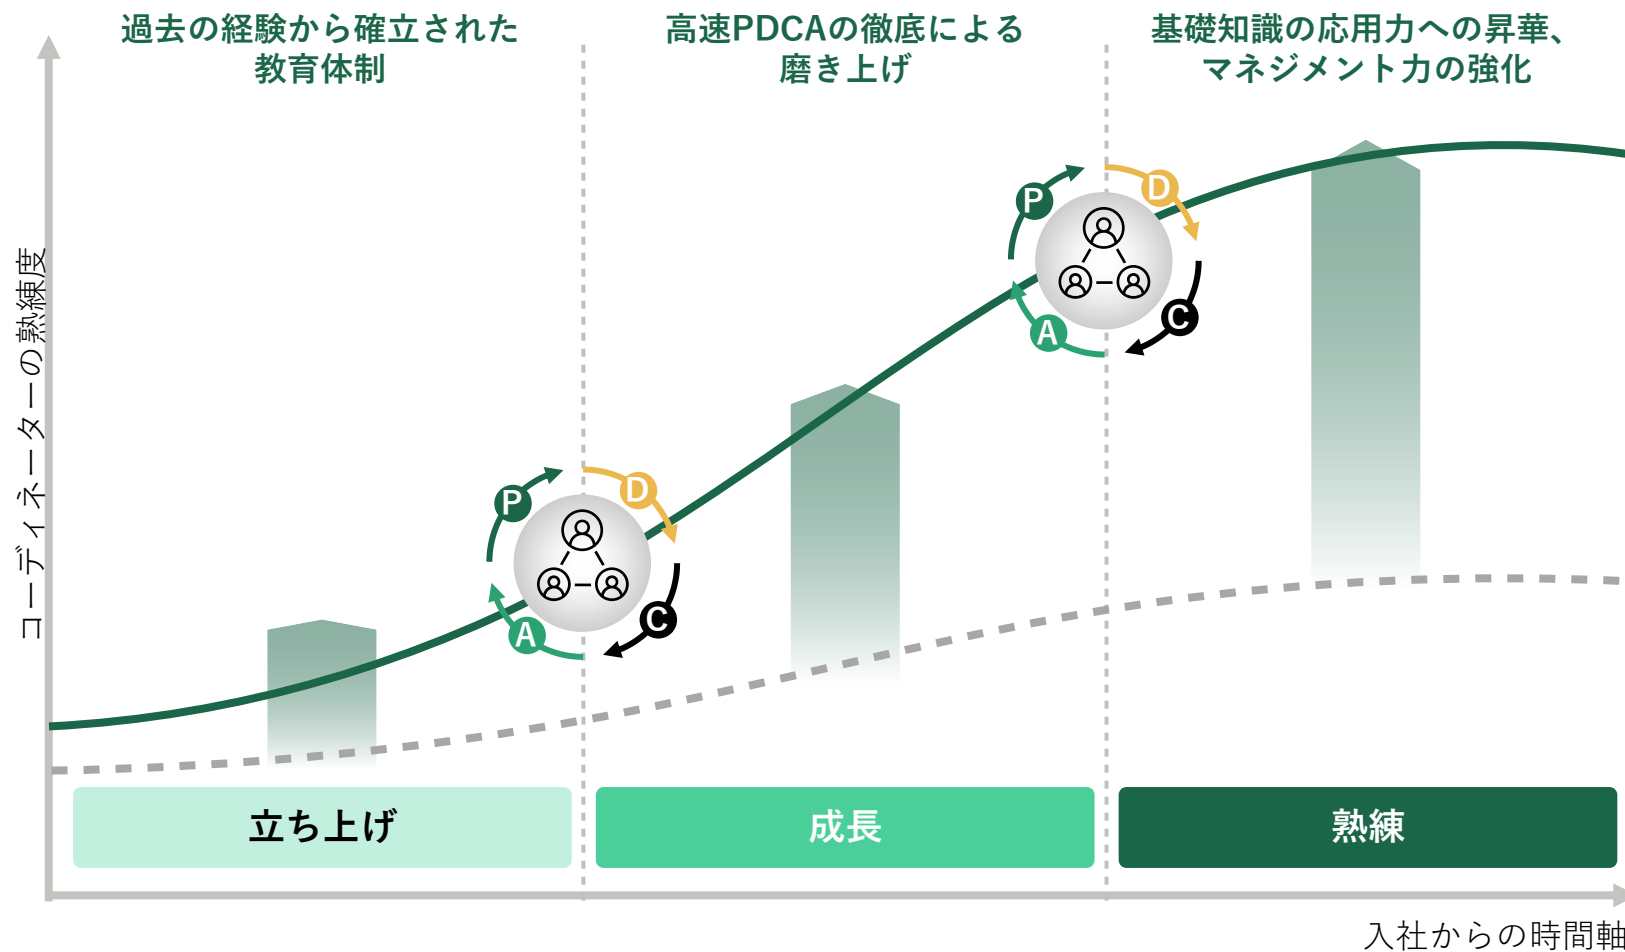 過去の経験から確立された
教育体制
高速PDCAの徹底による
磨き上げ
基礎知識の応用力への昇華、
マネジメント力の強化
コーディネーターの熟練度
P
D
C
A
P
D
C
A
立ち上げ
成長
熟練
入社からの時間軸